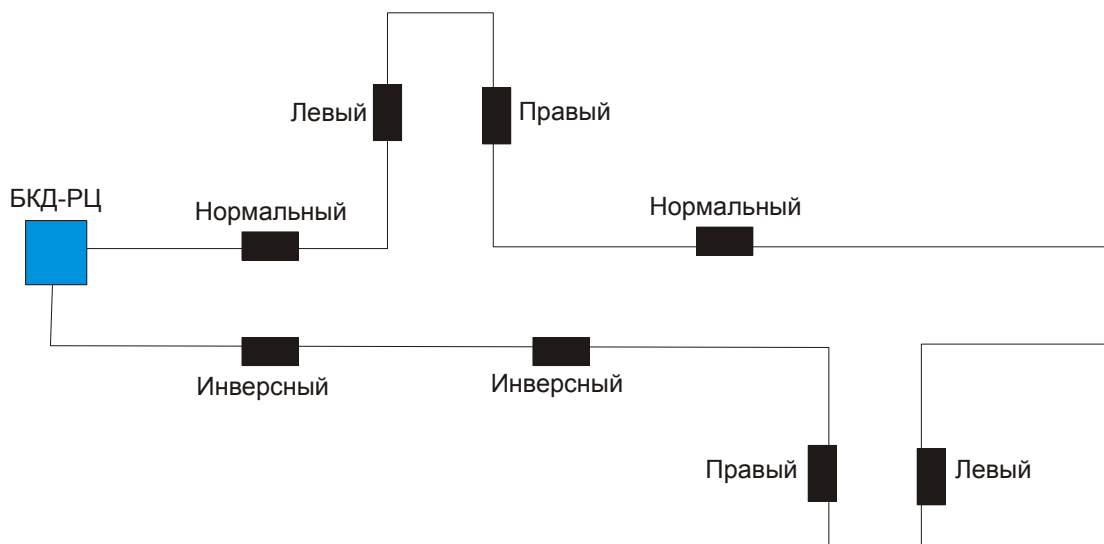 Левый
Правый
БКД-РЦ
Нормальный
Нормальный
Инверсный
Инверсный
Правый
Левый